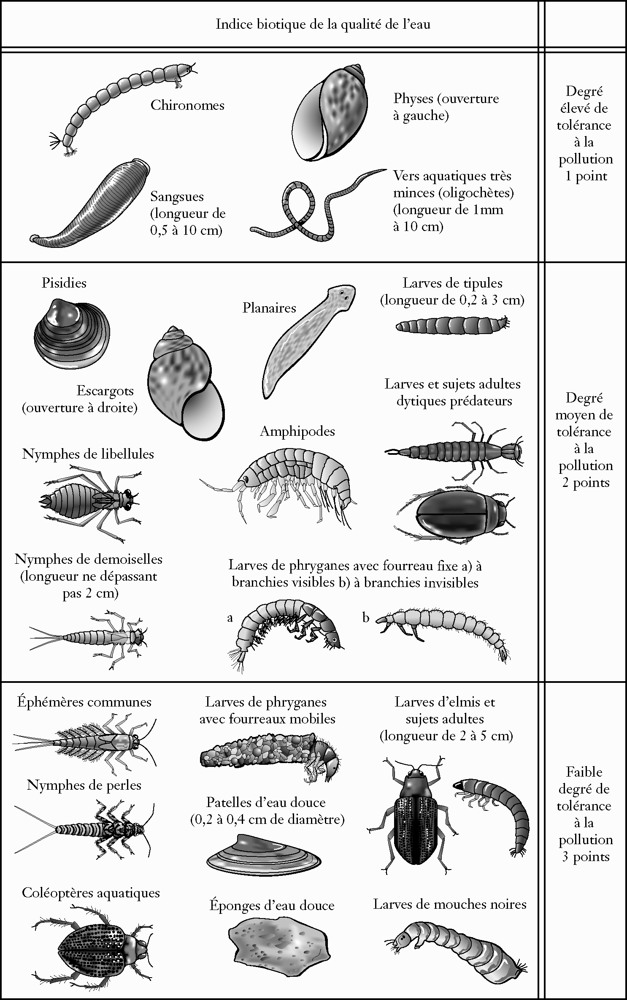 Indice biotique de la qualité de l'eau
Chironomes
Physes (ouverture
à gauche)
Sangsues
(longueur de
0,5 à 10 cm)
Vers aquatiques très
minces (oligochètes)
(longueur de 1mm
à 10 cm)
Degré
élevé de
tolérance
à la
pollution
1 point
Pisidies
Planaires
Larves de tipules
(longueur de 0,2 à 3 cm)
Escargots
(ouverture à droite)
Larves et sujets adultes
dytiques prédateurs
Amphipodes
Nymphes de libellules
Nymphes de demoiselles
(longueur ne dépassant
pas 2 cm)
Larves de phryganes avec fourreau fixe a) à
branchies visibles b) à branchies invisibles
a
b
Degré
moyen de
tolérance
à la
pollution
2 points
Éphémères communes
Larves de phryganes
avec fourreaux mobiles
Larves d'elmis et
sujets adultes
(longueur de 2 à 5 cm)
Nymphes de perles
Patelles d'eau douce
(0,2 à 0,4 cm de diamètre)
Coléoptères aquatiques
Éponges d'eau douce
Larves de mouches noires
Faible
degré de
tolérance
à la
pollution
3 points